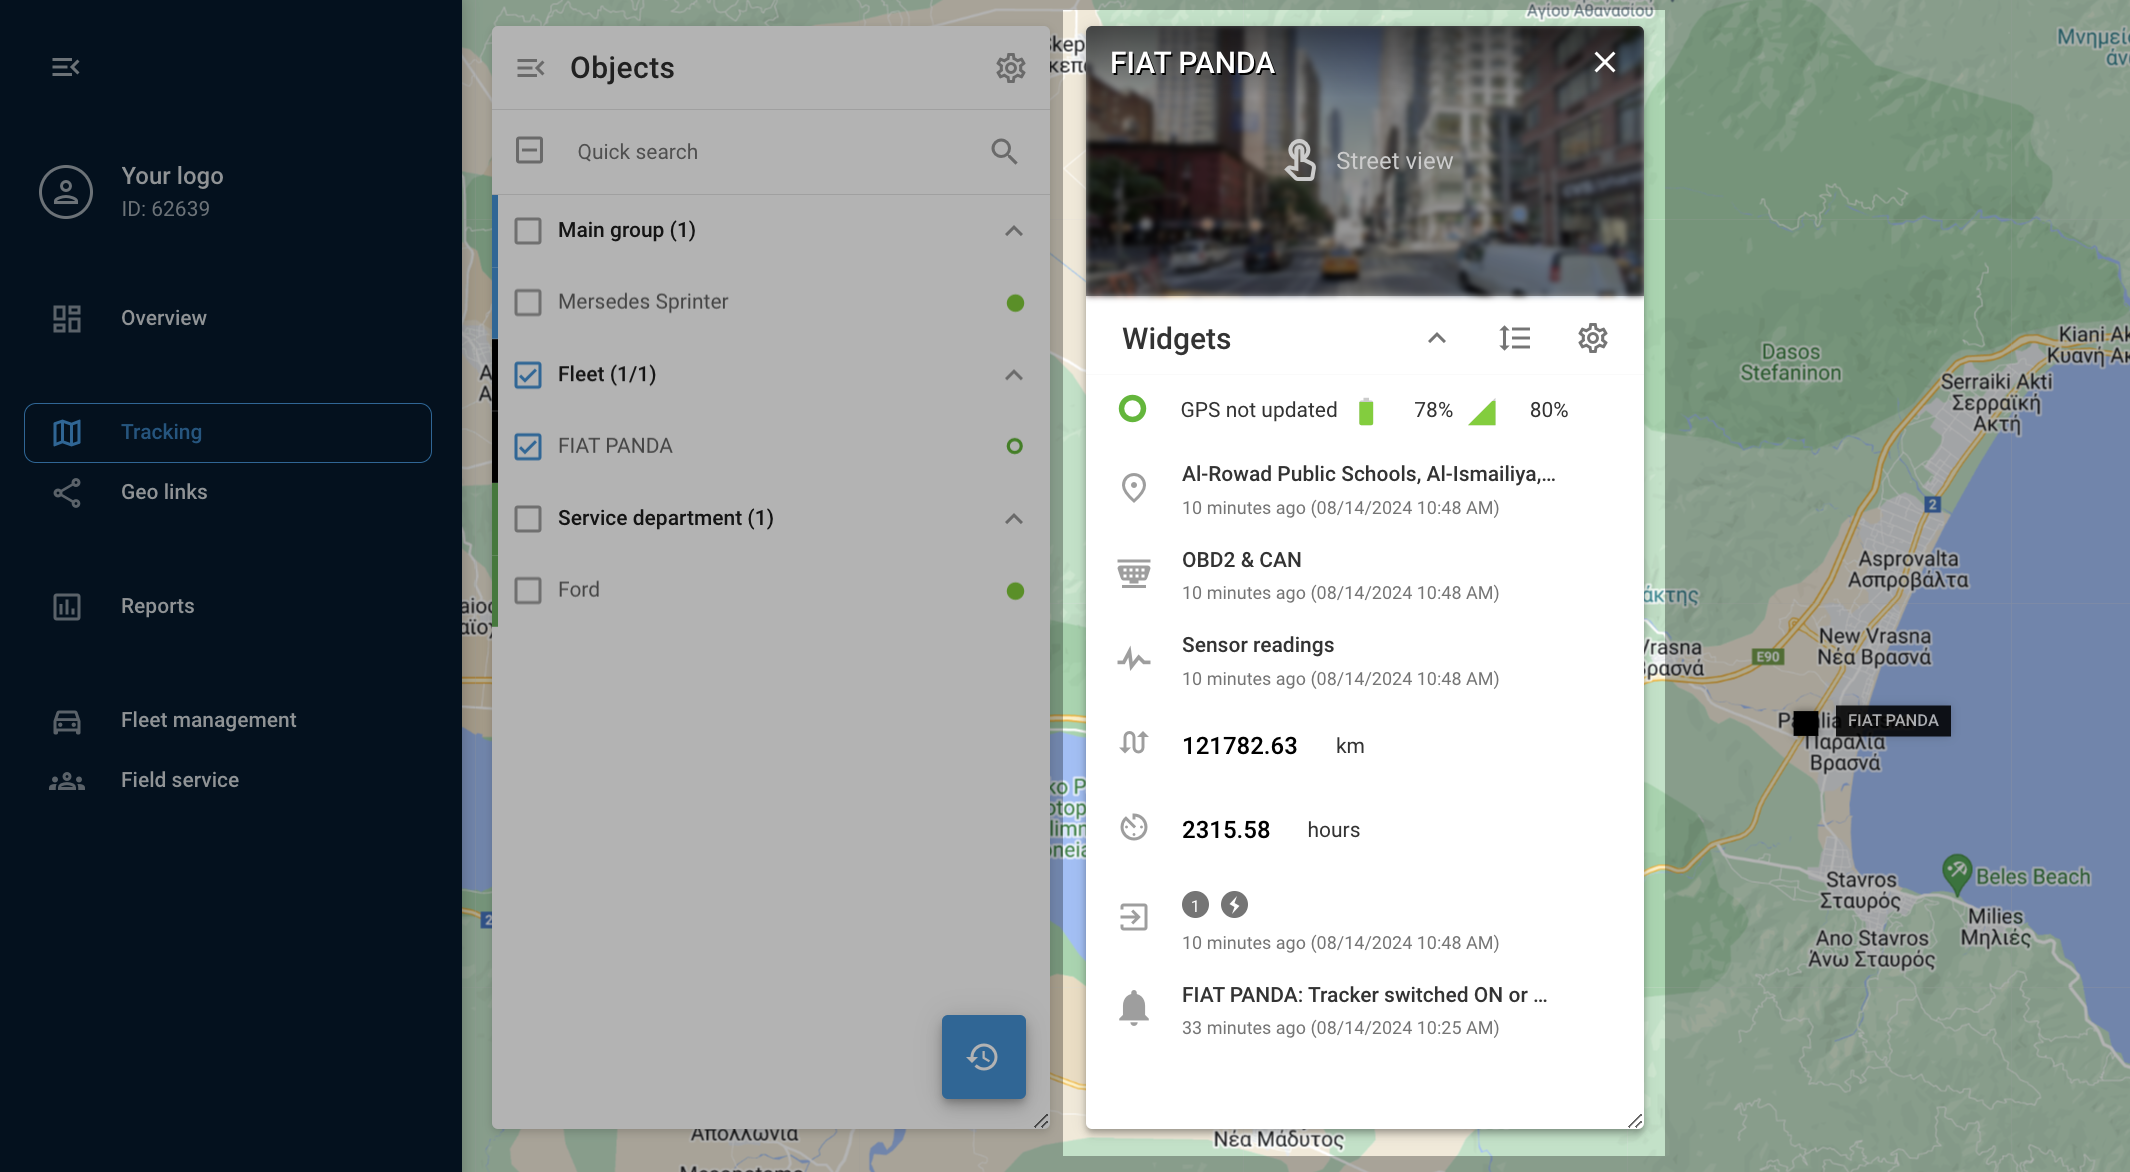 Your logo
ID: 62639
Overview
Tracking
Geo links
Reports
Fleet management
Field service
Objects
Quick search
Main group (1)
Mersedes Sprinter
Fleet (1/1)
FIAT PANDA
Service department (1)
Ford
FIAT PANDA
Street view
Widgets
GPS not updated 78% 80%
Al-Rowad Public Schools, Al-Ismailiya,...
10 minutes ago (08/14/2024 10:48 AM)
OBD2 & CAN
10 minutes ago (08/14/2024 10:48 AM)
Sensor readings
10 minutes ago (08/14/2024 10:48 AM)
121782.63 km
2315.58 hours
1
10 minutes ago (08/14/2024 10:48 AM)
FIAT PANDA: Tracker switched ON or ...
33 minutes ago (08/14/2024 10:25 AM)
Αγίου Αθανασίου
Dasos
Stefaninon
Kiani Ak
Κυανή Ακ
Serraiki Akti
Σερραϊκή
Ακτή
2
Asprovalta
Ασπροβάλτα
New Vrasna
Νέα Βρασνά
E90
Vrasna
FIAT PANDA
Παραλία
Βρασνά
Stavros
Σταυρός
Beles Beach
Milies
Μηλιές
Ano Stavros
Άνω Σταυρός
2
Απολλωνία
Νέα Μάδυτος